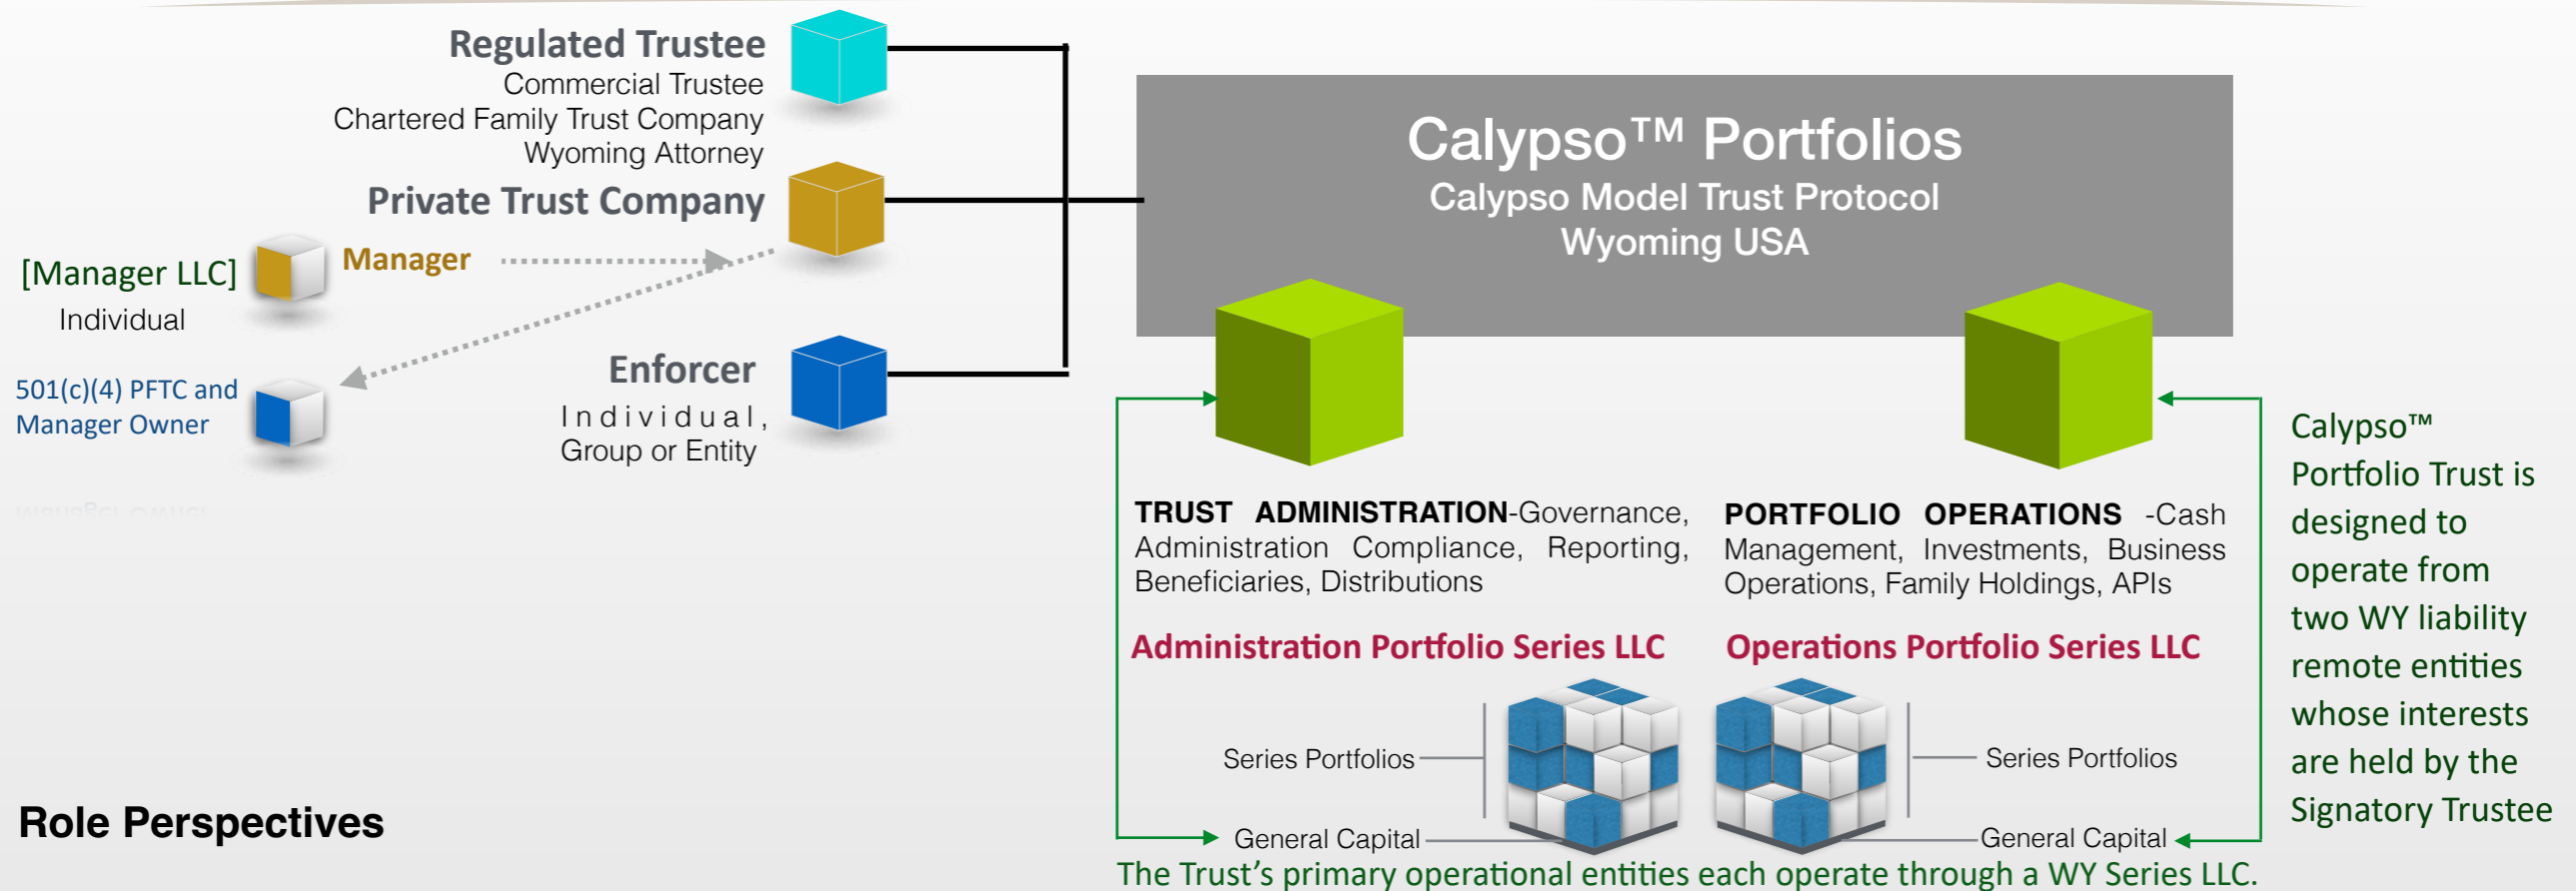 Regulated Trustee
Commercial Trustee
Chartered Family Trust Company
Wyoming Attorney
Private Trust Company
[Manager LLC]
Individual
Manager
501(c)(4) PFTC and
Manager Owner
Enforcer
Individual,
Group or Entity
Calypso™ Portfolios
Calypso Model Trust Protocol
Wyoming USA
TRUST ADMINISTRATION-Governance,
Administration Compliance, Reporting,
Beneficiaries, Distributions
PORTFOLIO OPERATIONS -Cash
Management, Investments, Business
Operations, Family Holdings, APIs
Administration Portfolio Series LLC
Operations Portfolio Series LLC
Series Portfolios
General Capital
Series Portfolios
General Capital
The Trust's primary operational entities each operate through a WY Series LLC.
Calypso™
Portfolio Trust is
designed to
operate from
two WY liability
remote entities
whose interests
are held by the
Signatory Trustee
Role Perspectives